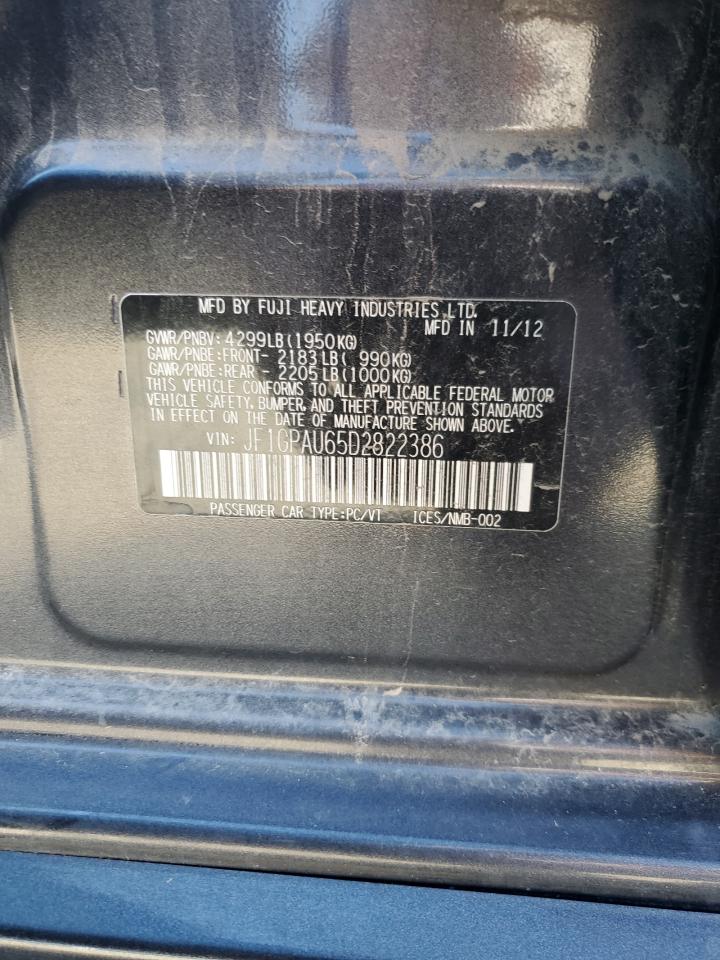 MFD BY FUJI HEAVY INDUSTRIES LTD.
MFD IN 11/12
GVWR/PNBV: 4299LB(1950KG)
GAWR/PNBE:FRONT- 2183LB( 990KG)
GAWR/PNBE:REAR - 2205LB(1000KG)
THIS VEHICLE CONFORMS TO ALL APPLICABLE FEDERAL MOTOR
VEHICLE SAFETY, BUMPER, AND THEFT PREVENTION STANDARDS
IN EFFECT ON THE DATE OF MANUFACTURE SHOWN ABOVE.
VIN: JF1GPAU65D2822386
PASSENGER CAR TYPE:PC/VT ICES/NMB-002